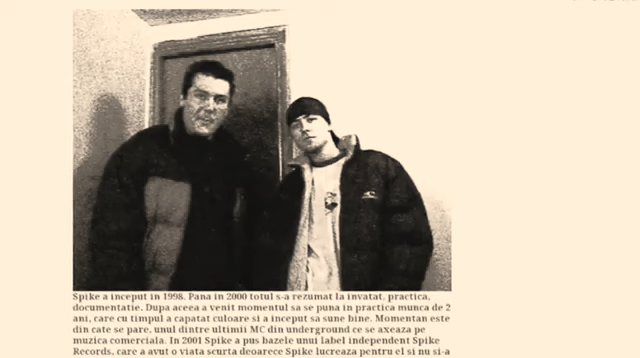 Spike a inceput in 1998. Pana in 2000 totul s-a rezumat la invatat, practica,
documentatie. Dupa aceea a venit momentul sa se puna in practica munca de 2
ani, care cu timpul a capatat culoare si a inceput sa sune bine. Momentan este
din cate se pare, unul dintre ultimii MC din underground ce se axeaza pe
muzica comerciala. In 2001 Spike a pus bazele unui label independent Spike
Records, care a avut o viata scurta deoarece Spike lucreaza pentru el si nu si-a